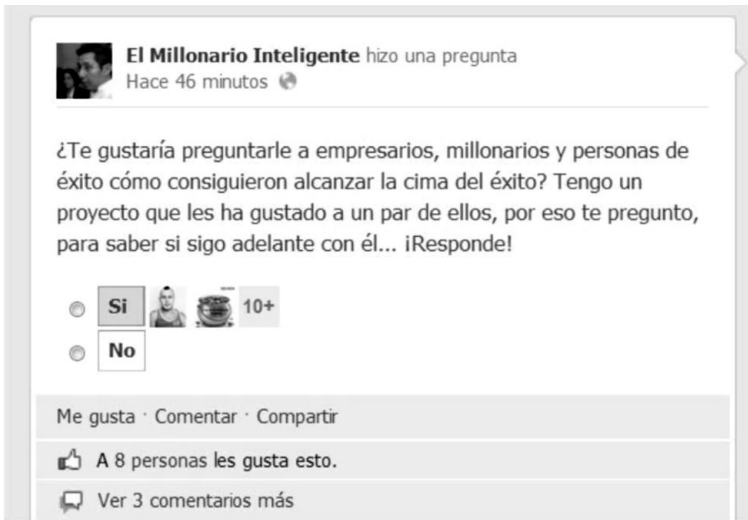 El Millonario Inteligente hizo una pregunta
Hace 46 minutos
¿Te gustaría preguntarle a empresarios, millonarios y personas de
éxito cómo consiguieron alcanzar la cima del éxito? Tengo un
proyecto que les ha gustado a un par de ellos, por eso te pregunto,
para saber si sigo adelante con él... ¡Responde!
Si 10+
No
Me gusta · Comentar · Compartir
A 8 personas les gusta esto.
Ver 3 comentarios más